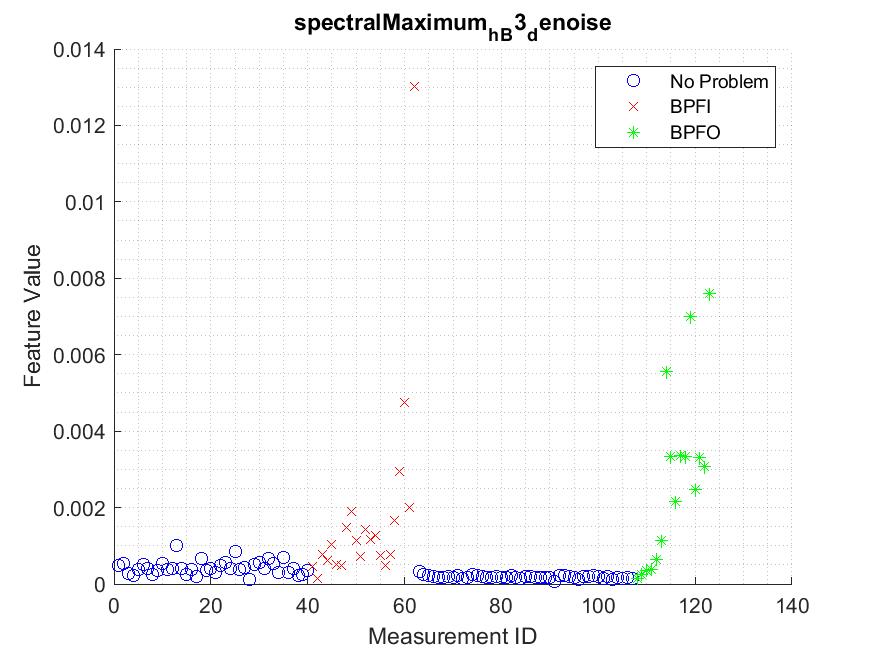 spectralMaximum_hB3_denoise
0.014
0.012
0.01
0.008
0.006
0.004
0.002
0
0 20 40 60 80 100 120 140
Feature Value
Measurement ID
No Problem
BPFI
BPFO